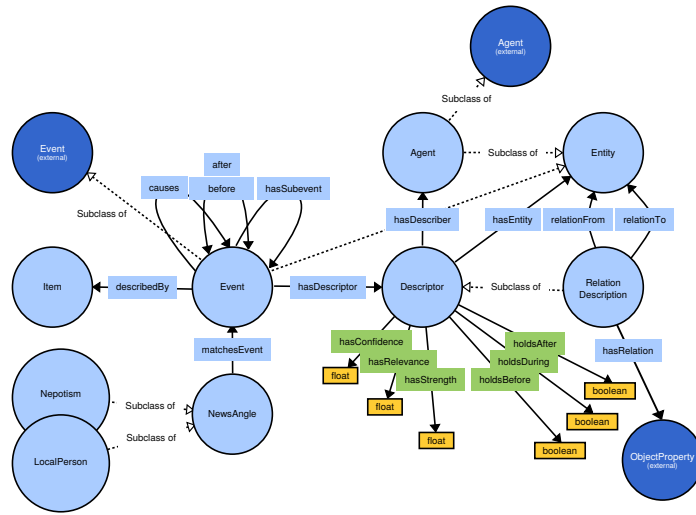 Agent
(external)
Subclass of
Event
(external)
Agent
Subclass of
Entity
after
causes
before
hasSubevent
Subclass of
hasDescriber
hasEntity
relationFrom
relationTo
Item
describedBy
Event
hasDescriptor
Descriptor
Subclass of
Relation
Description
matchesEvent
hasConfidence
hasRelevance
hasStrength
holdsAfter
holdsDuring
holdsBefore
hasRelation
float
float
float
boolean
boolean
boolean
Nepotism
Subclass of
NewsAngle
Subclass of
LocalPerson
ObjectProperty
(external)